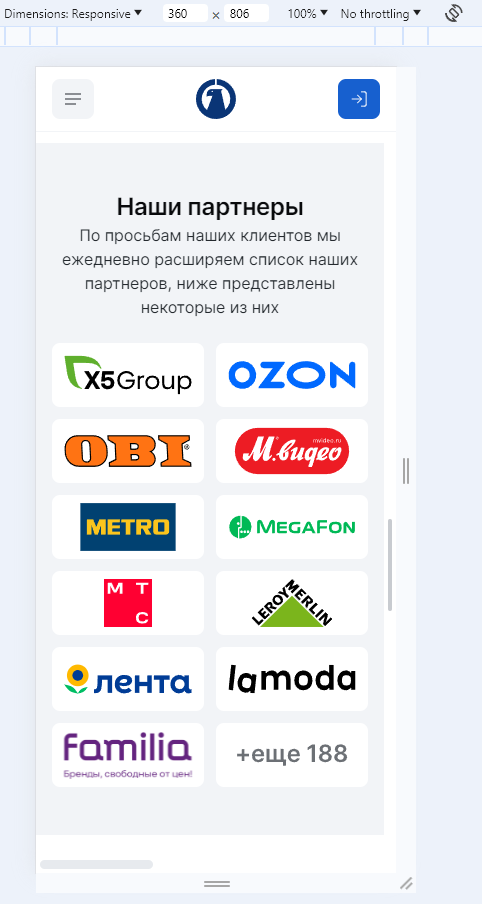 Dimensions: Responsive 360 × 806 100% No throttling
Наши партнеры
По просьбам наших клиентов мы
ежедневно расширяем список наших
партнеров, ниже представлены
некоторые из них
X5Group
OZON
OBI®
mvideo.ru
М.видео
METRO
MEGAFON
МТС
LEROY MERLIN
лента
lamoda
Familia
Бренды, свободные от цен!
+еще 188